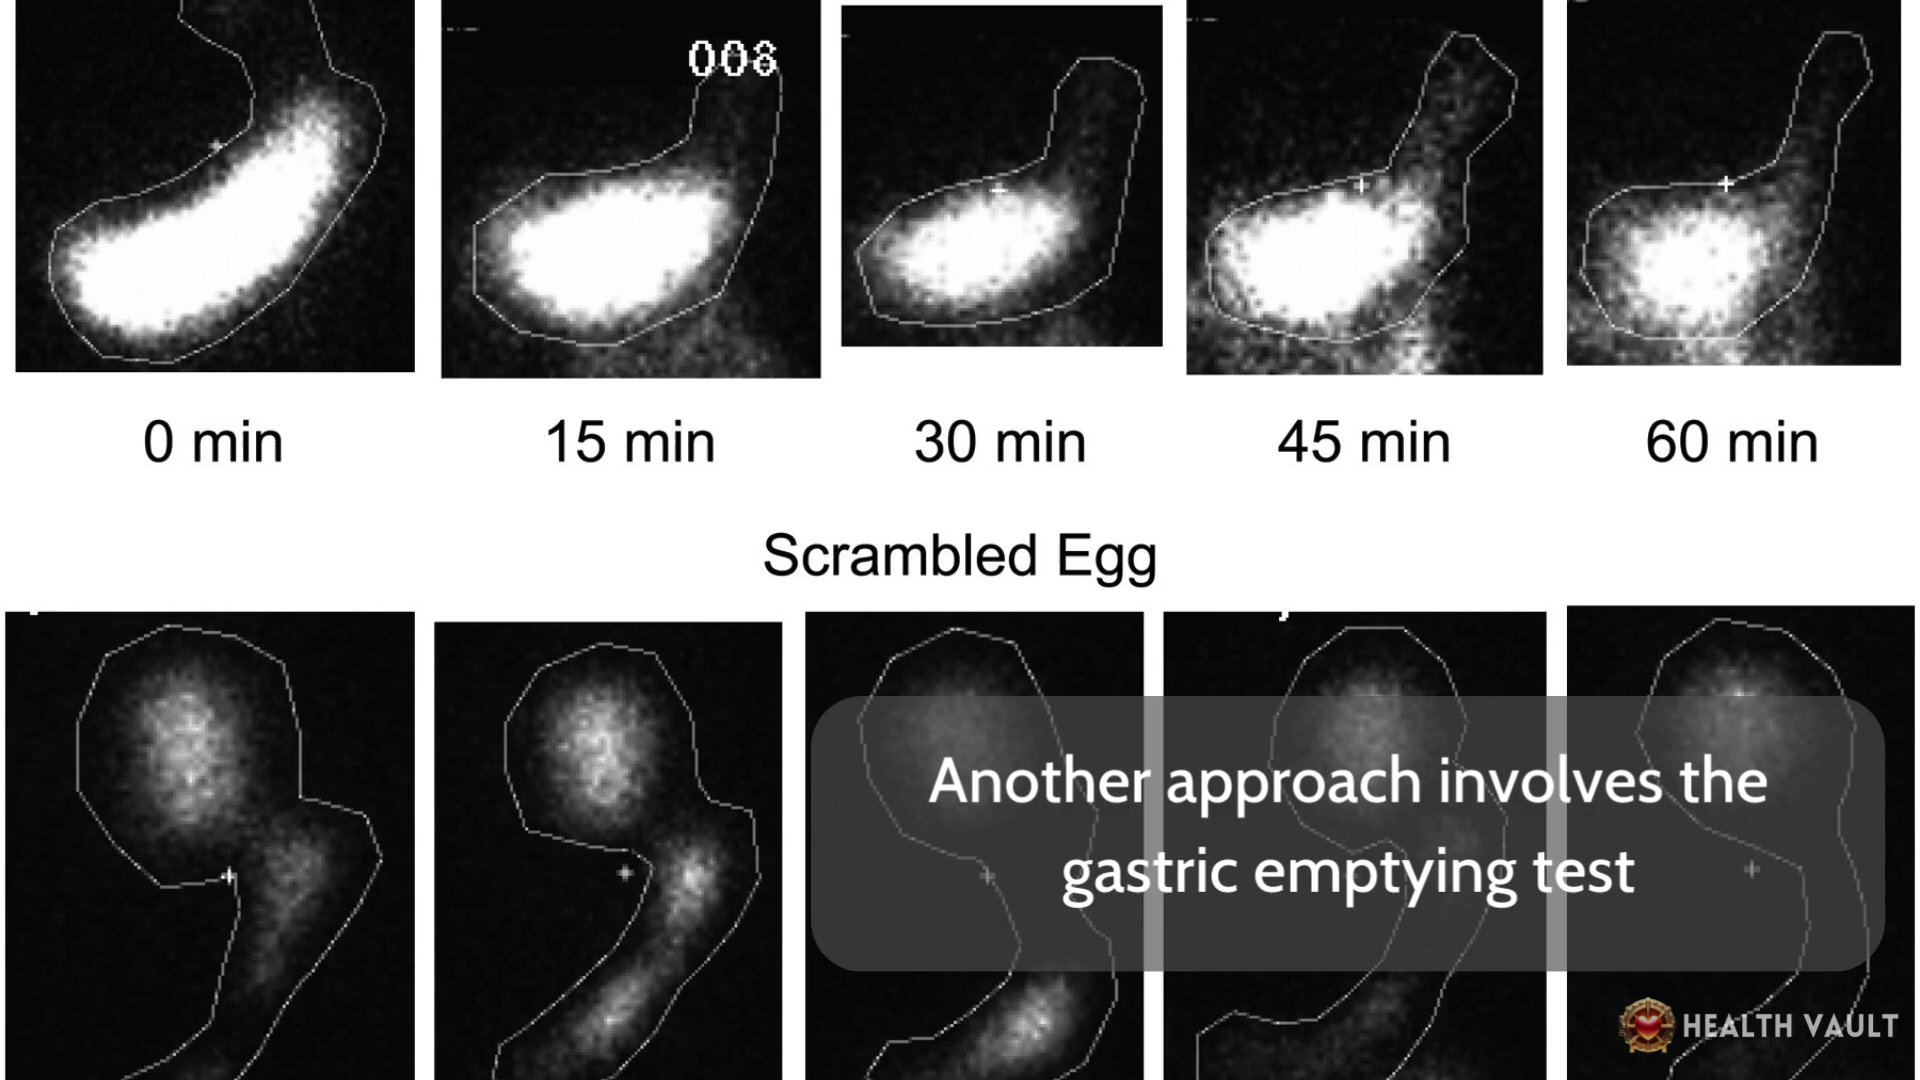 008
0 min
15 min
30 min
45 min
60 min
Scrambled Egg
Another approach involves the
gastric emptying test
HEALTH VAULT